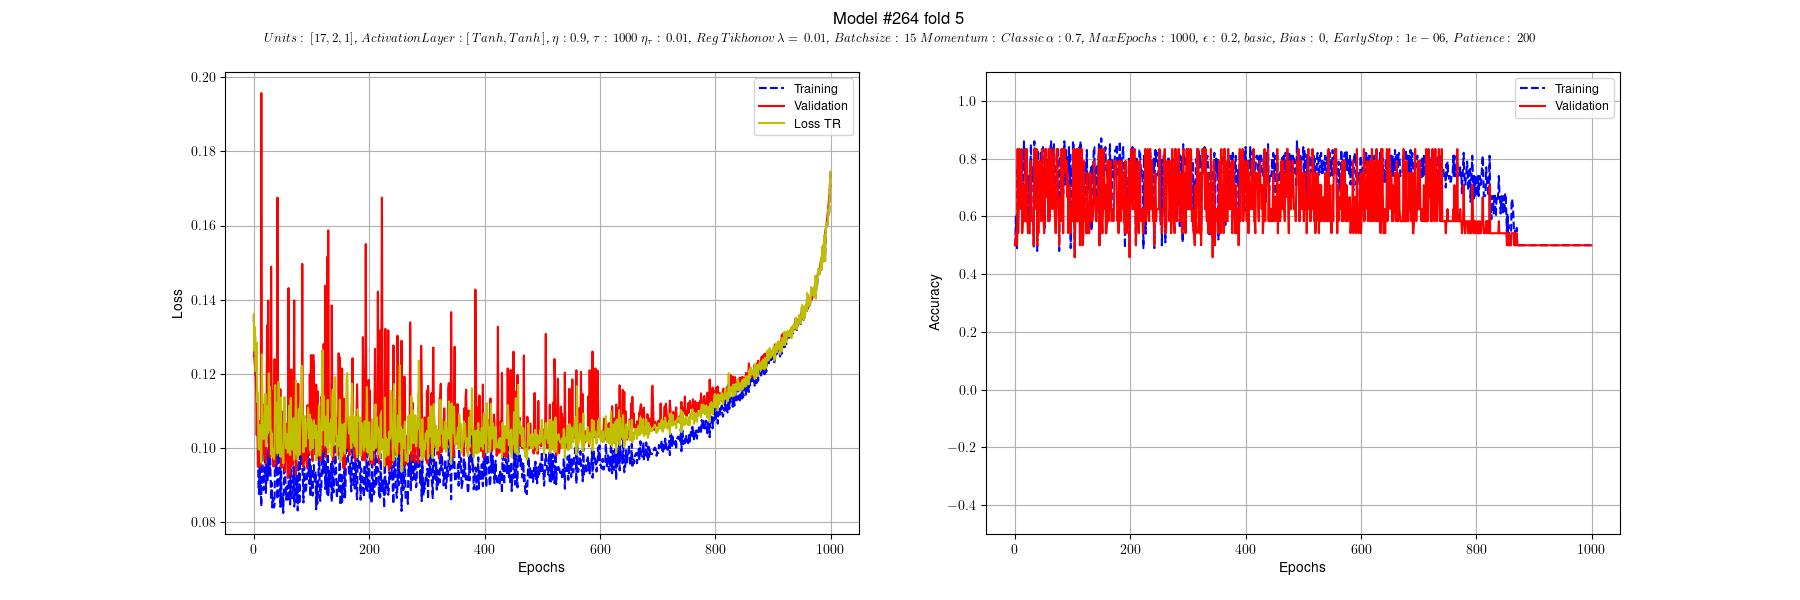 Model #264 fold 5
Units : [17, 2, 1], ActivationLayer : [Tanh, Tanh], η : 0.9, τ : 1000 ητ : 0.01, Reg Tikhonov λ = 0.01, Batchsize : 15 Momentum : Classic α : 0.7, MaxEpochs : 1000, ϵ : 0.2, basic, Bias : 0, EarlyStop : 1e − 06, Patience : 200
0.20
0.18
0.16
0.14
0.12
0.10
0.08
Loss
Training
Validation
Loss TR
0
200
400
600
800
1000
Epochs
1.0
0.8
0.6
0.4
0.2
0.0
−0.2
−0.4
Accuracy
Training
Validation
0
200
400
600
800
1000
Epochs